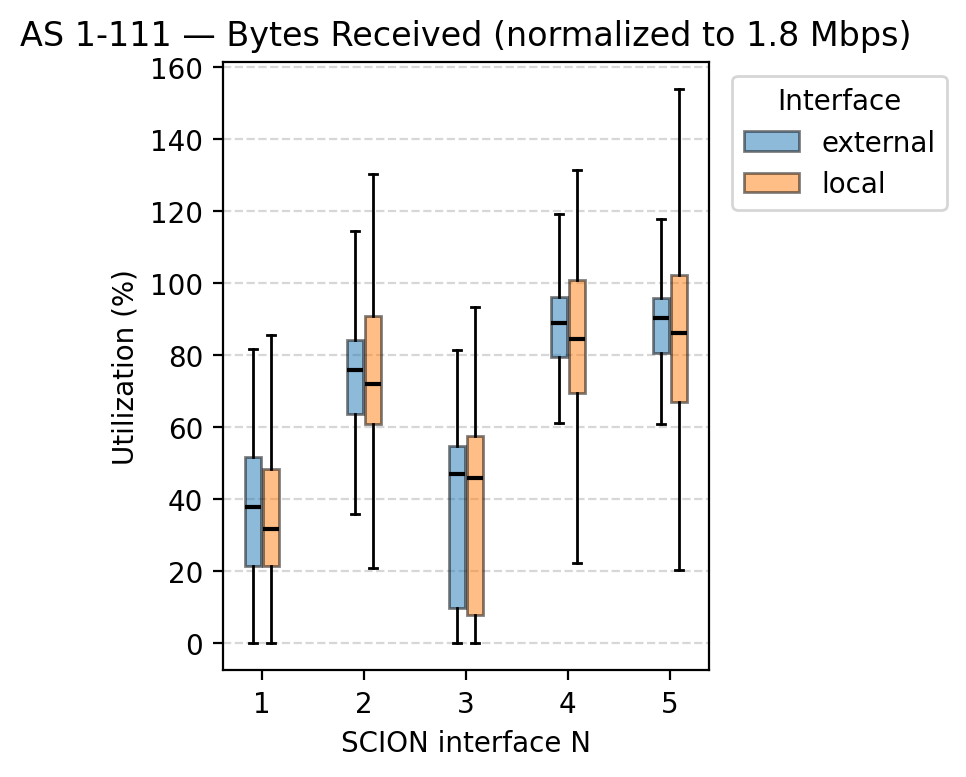 AS 1-111 — Bytes Received (normalized to 1.8 Mbps)
160
140
120
100
80
60
40
20
0
Utilization (%)
1 2 3 4 5
SCION interface N
Interface
external
local